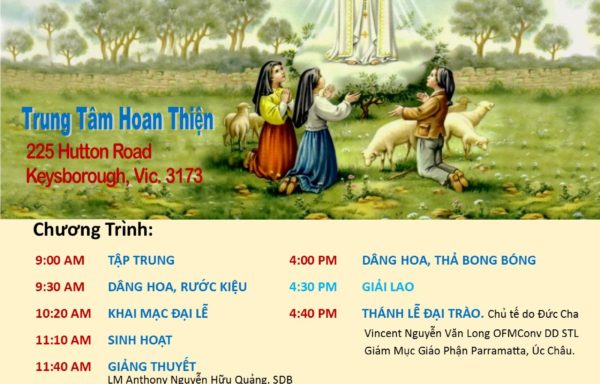 Trung Tâm Hoan Thiện
225 Hutton Road
Keysborough, Vic. 3173
Chương Trình:
9:00 AM TẬP TRUNG
9:30 AM DÂNG HOA, RƯỚC KIỆU
10:20 AM KHAI MẠC ĐẠI LỄ
11:10 AM SINH HOẠT
11:40 AM GIẢNG THUYẾT
LM Anthony Nguyễn Hữu Quảng, SDB
4:00 PM DÂNG HOA, THẢ BONG BÓNG
4:30 PM GIẢI LAO
4:40 PM THÁNH LỄ ĐẠI TRÀO. Chủ tế do Đức Cha
Vincent Nguyễn Văn Long OFMConv DD STL
Giám Mục Giáo Phận Parramatta, Úc Châu.